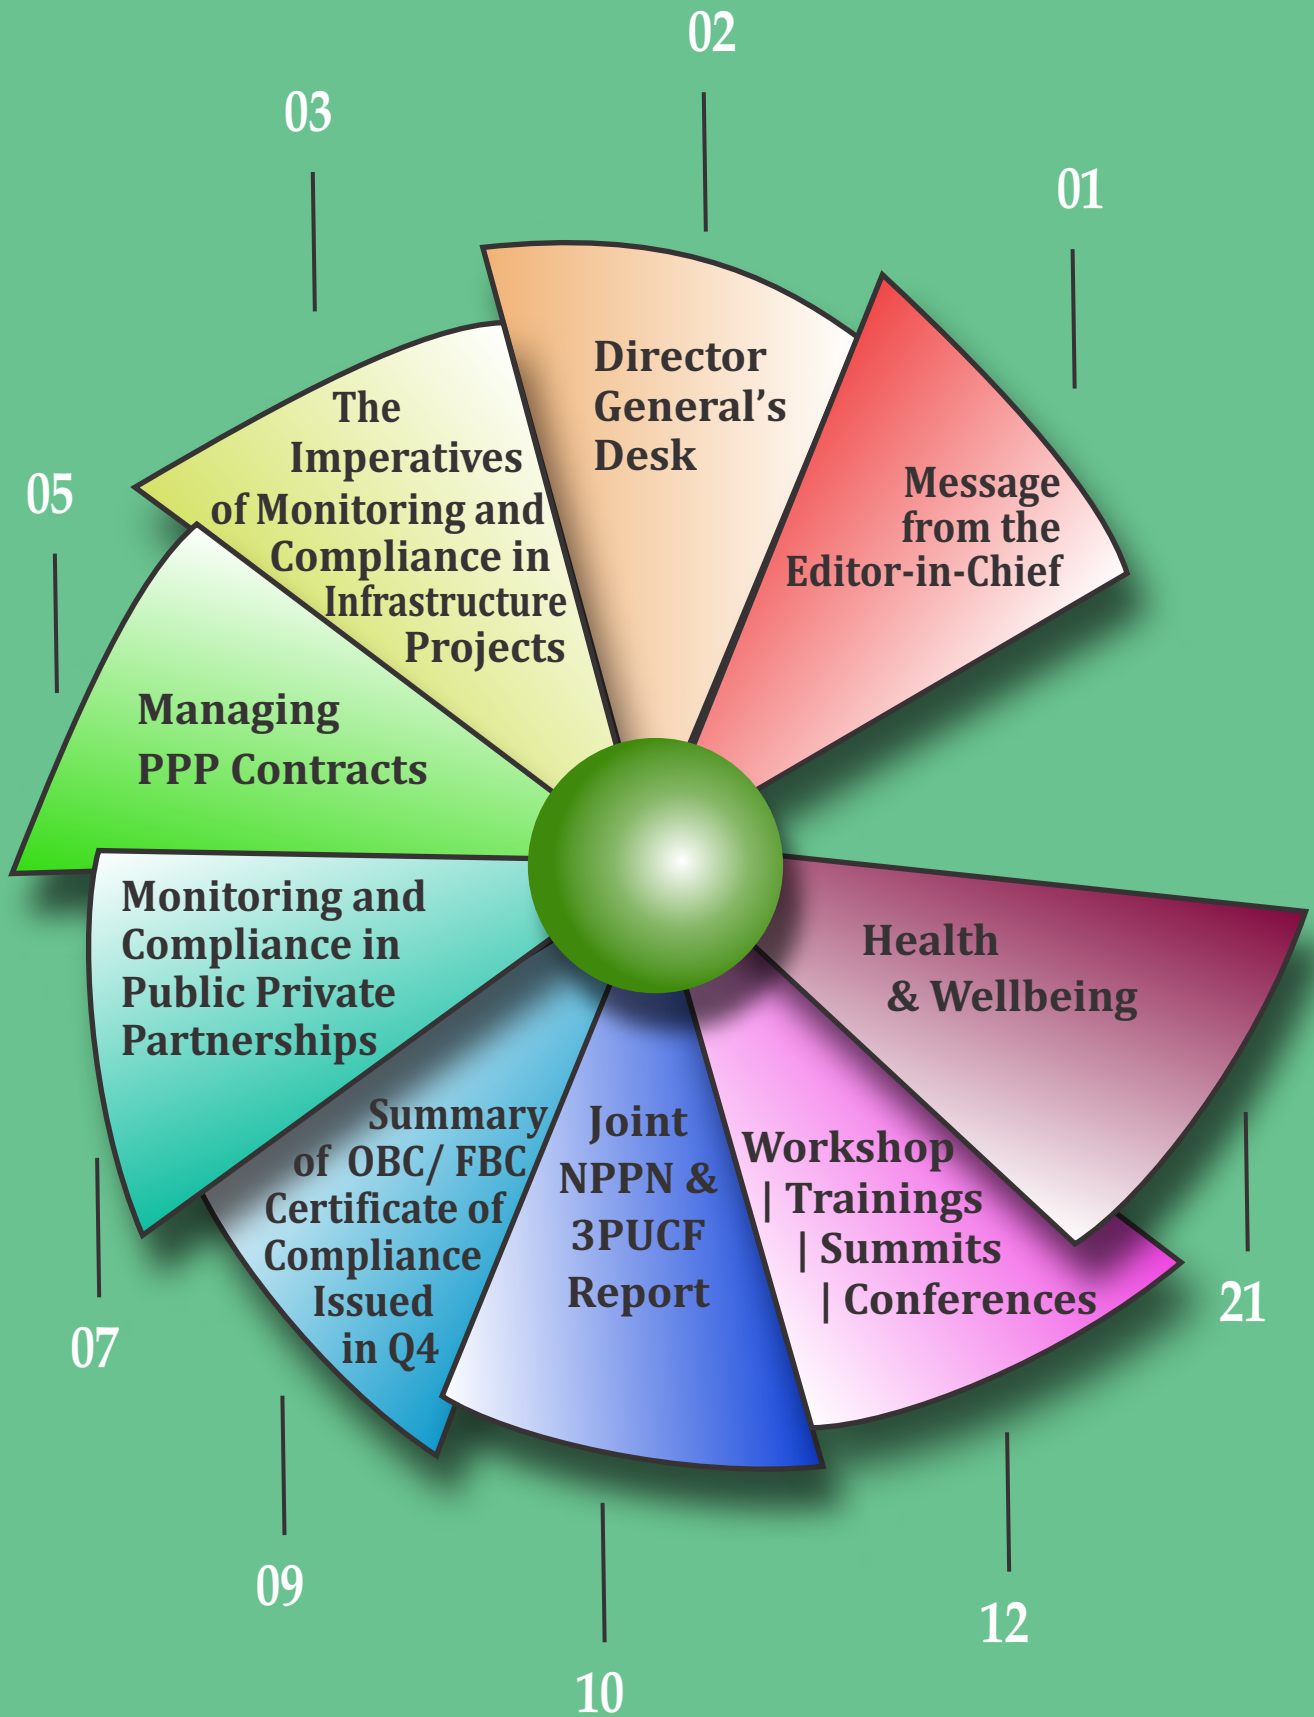 02
03
01
Director
General’s
Desk
The
Imperatives
of Monitoring and
Compliance in
Infrastructure
Projects
Message
from the
Editor-in-Chief
05
Managing
PPP Contracts
Monitoring and
Compliance in
Public Private
Partnerships
Health
& Wellbeing
Summary
of OBC/ FBC
Certificate of
Compliance
Issued
in Q4
Joint
NPPN &
3PUCF
Report
Workshop
| Trainings
| Summits
| Conferences
21
07
09
12
10